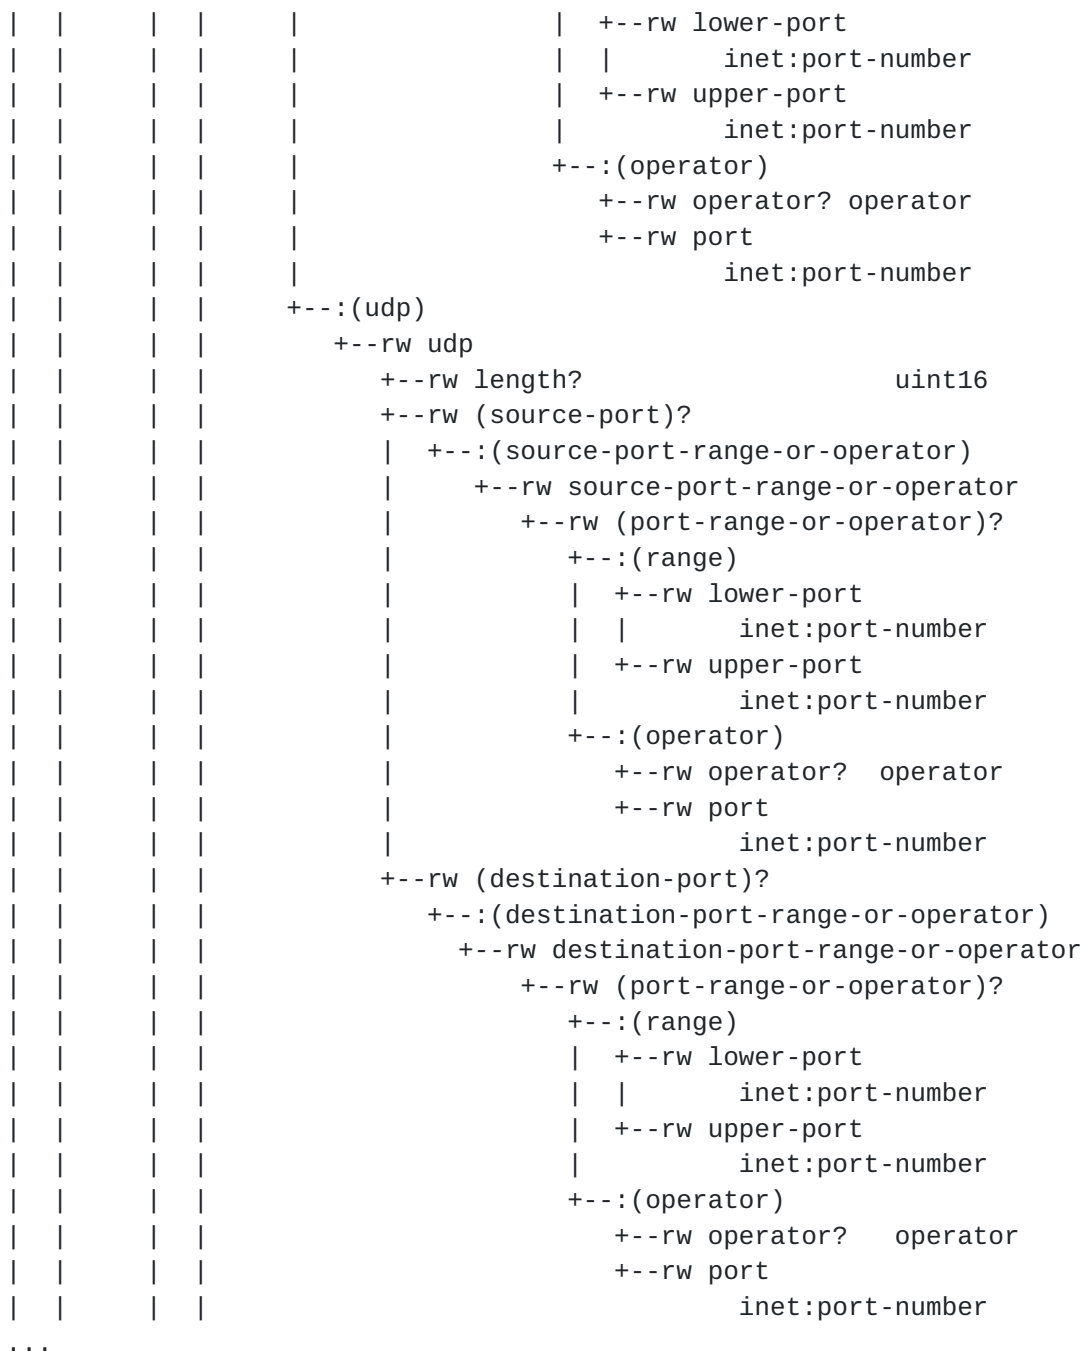 |  |     |  |     |                |  +--rw lower-port
|  |     |  |     |                |  |       inet:port-number
|  |     |  |     |                |  +--rw upper-port
|  |     |  |     |                |          inet:port-number
|  |     |  |     |                +--:(operator)
|  |     |  |     |                   +--rw operator? operator
|  |     |  |     |                   +--rw port
|  |     |  |     |                           inet:port-number
|  |     |  |     +--:(udp)
|  |     |  |        +--rw udp
|  |     |  |           +--rw length?                    uint16
|  |     |  |           +--rw (source-port)?
|  |     |  |           |  +--:(source-port-range-or-operator)
|  |     |  |           |     +--rw source-port-range-or-operator
|  |     |  |           |        +--rw (port-range-or-operator)?
|  |     |  |           |           +--:(range)
|  |     |  |           |           |  +--rw lower-port
|  |     |  |           |           |  |       inet:port-number
|  |     |  |           |           |  +--rw upper-port
|  |     |  |           |           |          inet:port-number
|  |     |  |           |           +--:(operator)
|  |     |  |           |              +--rw operator?  operator
|  |     |  |           |              +--rw port
|  |     |  |           |                      inet:port-number
|  |     |  |           +--rw (destination-port)?
|  |     |  |              +--:(destination-port-range-or-operator)
|  |     |  |                +--rw destination-port-range-or-operator
|  |     |  |                    +--rw (port-range-or-operator)?
|  |     |  |                       +--:(range)
|  |     |  |                       |  +--rw lower-port
|  |     |  |                       |  |       inet:port-number
|  |     |  |                       |  +--rw upper-port
|  |     |  |                       |          inet:port-number
|  |     |  |                       +--:(operator)
|  |     |  |                          +--rw operator?   operator
|  |     |  |                          +--rw port
|  |     |  |                                  inet:port-number
...